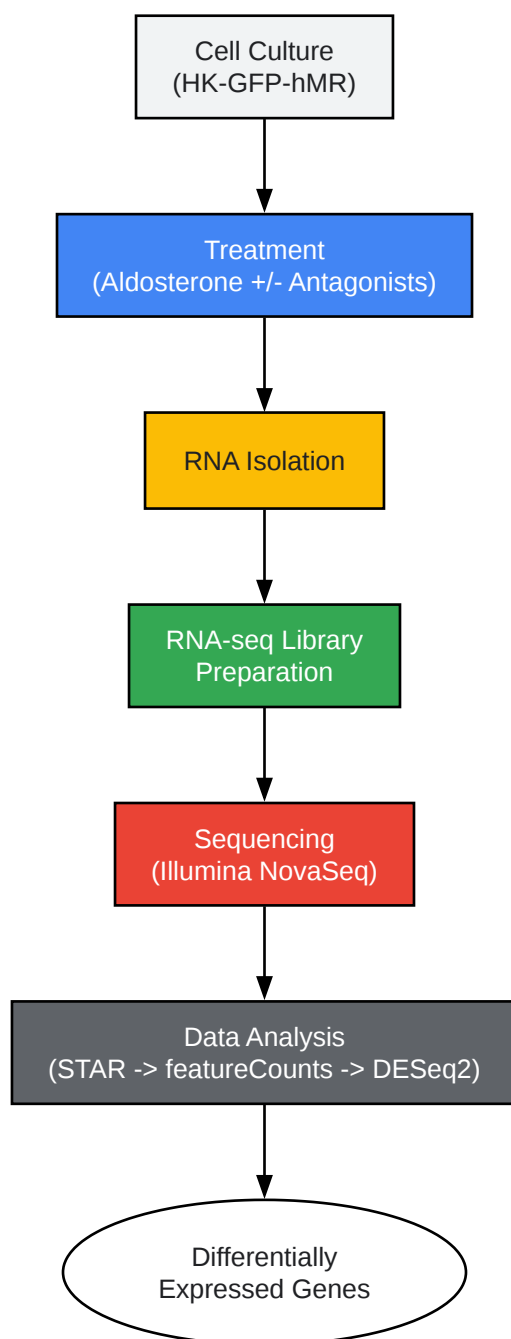 Cell Culture
(HK-GFP-hMR)
Treatment
(Aldosterone +/- Antagonists)
RNA Isolation
RNA-seq Library
Preparation
Sequencing
(Illumina NovaSeq)
Data Analysis
(STAR -> featureCounts -> DESeq2)
Differentially
Expressed Genes